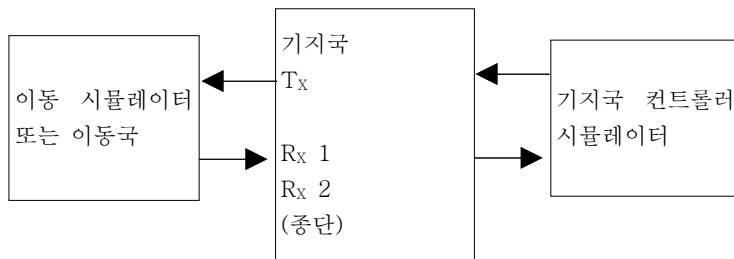 이동 시뮬레이터
또는 이동국
기지국
Tx
Rx 1
Rx 2
(종단)
기지국 컨트롤러
시뮬레이터